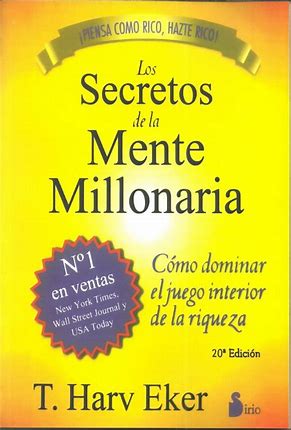 ¡PIENSA COMO RICO, HAZTE RICO!
Los
Secretos
de la
Mente
Millonaria
Nº1
en ventas
New York Times,
Wall Street Journal y
USA Today
Cómo dominar
el juego interior
de la riqueza
20ª Edición
T. Harv Eker
Sirio